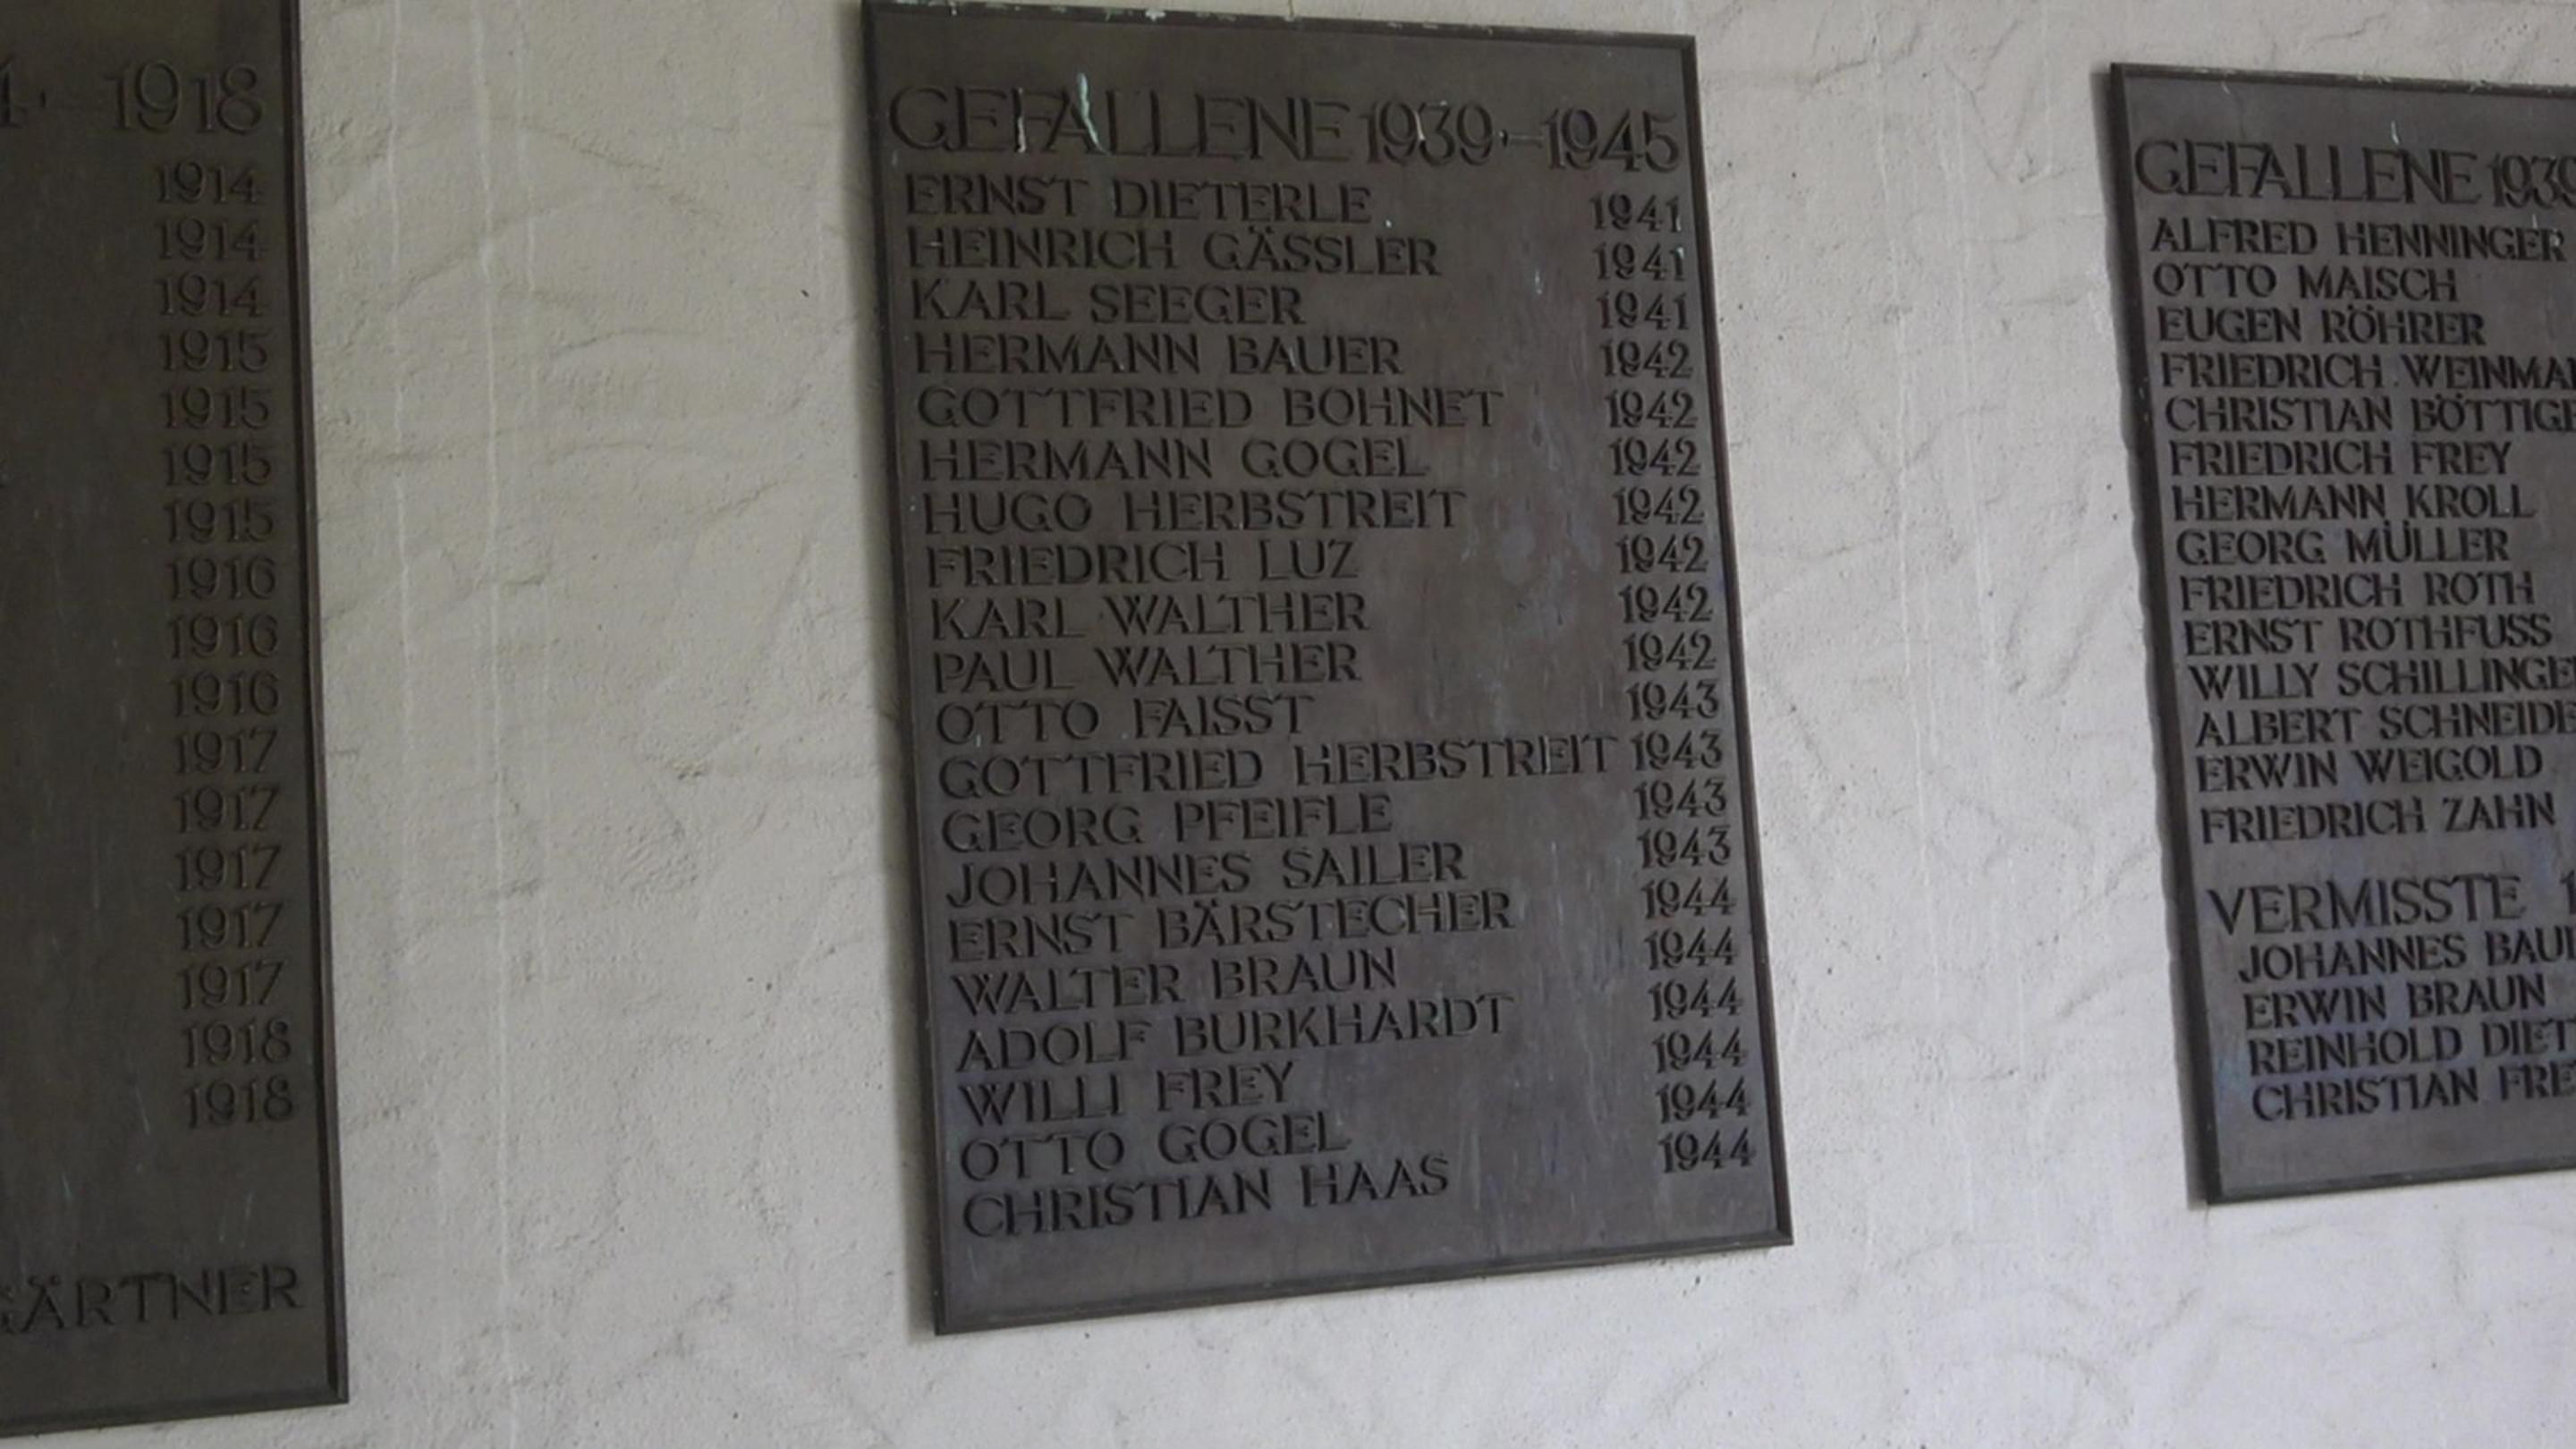 1918
1914
1914
1914
1915
1915
1915
1915
1916
1916
1916
1917
1917
1917
1917
1917
1918
1918
GEFALLENE 1939·–1945
ERNST DIETERLE 1941
HEINRICH GÄSSLER 1941
KARL SEEGER 1941
HERMANN BAUER 1942
GOTTFRIED BOHNET 1942
HERMANN GOGEL 1942
HUGO HERBSTREIT 1942
FRIEDRICH LUZ 1942
KARL WALTHER 1942
PAUL WALTHER 1942
OTTO FAISST 1943
GOTTFRIED HERBSTREIT 1943
GEORG PFEIFLE 1943
JOHANNES SAILER 1943
ERNST BÄRSTECHER 1944
WALTER BRAUN 1944
ADOLF BURKHARDT 1944
WILLI FREY 1944
OTTO GOGEL 1944
CHRISTIAN HAAS 1944
GEFALLENE
ALFRED HENNINGER
OTTO MAISCH
EUGEN RÖHRER
FRIEDRICH
CHRISTIAN
FRIEDRICH FREY
HERMANN KROLL
GEORG MÜLLER
FRIEDRICH ROTH
ERNST ROTHFUSS
WILLY
ALBERT
ERWIN WEIGOLD
FRIEDRICH ZAHN
VERMISSTE
JOHANNES
ERWIN BRAUN
REINHOLD
CHRISTIAN